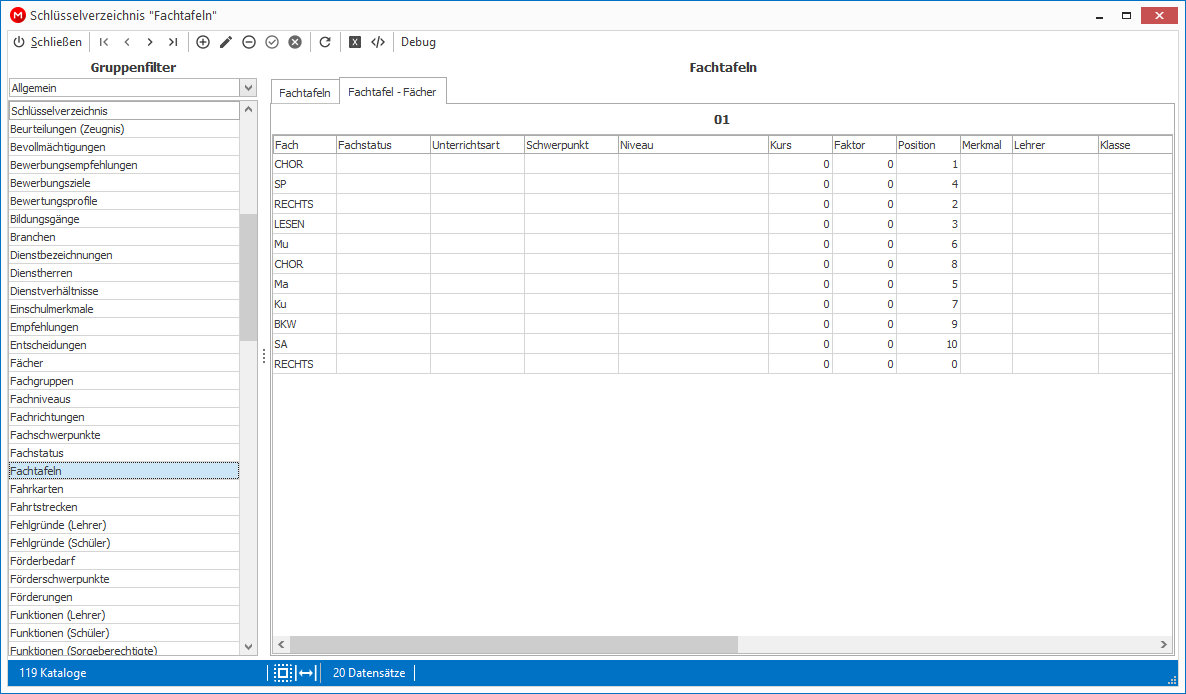 M Schlüsselverzeichnis "Fachtafeln"
Schließen X </> Debug
Gruppenfilter
Allgemein
Schlüsselverzeichnis
Beurteilungen (Zeugnis)
Bevollmächtigungen
Bewerbungsempfehlungen
Bewerbungsziele
Bewertungsprofile
Bildungsgänge
Branchen
Dienstbezeichnungen
Dienstherren
Dienstverhältnisse
Einschulmerkmale
Empfehlungen
Entscheidungen
Fächer
Fachgruppen
Fachniveaus
Fachrichtungen
Fachschwerpunkte
Fachstatus
Fachtafeln
Fahrkarten
Fahrtstrecken
Fehlgründe (Lehrer)
Fehlgründe (Schüler)
Förderbedarf
Förderschwerpunkte
Förderungen
Funktionen (Lehrer)
Funktionen (Schüler)
Funktionen (Sorgeberechtigte)
Fachtafeln
Fachtafeln Fachtafel - Fächer
01
Fach Fachstatus Unterrichtsart Schwerpunkt Niveau Kurs Faktor Position Merkmal Lehrer Klasse
CHOR 0 0 1
SP 0 0 4
RECHTS 0 0 2
LESEN 0 0 3
Mu 0 0 6
CHOR 0 0 8
Ma 0 0 5
Ku 0 0 7
BKW 0 0 9
SA 0 0 10
RECHTS 0 0 0
119 Kataloge 20 Datensätze